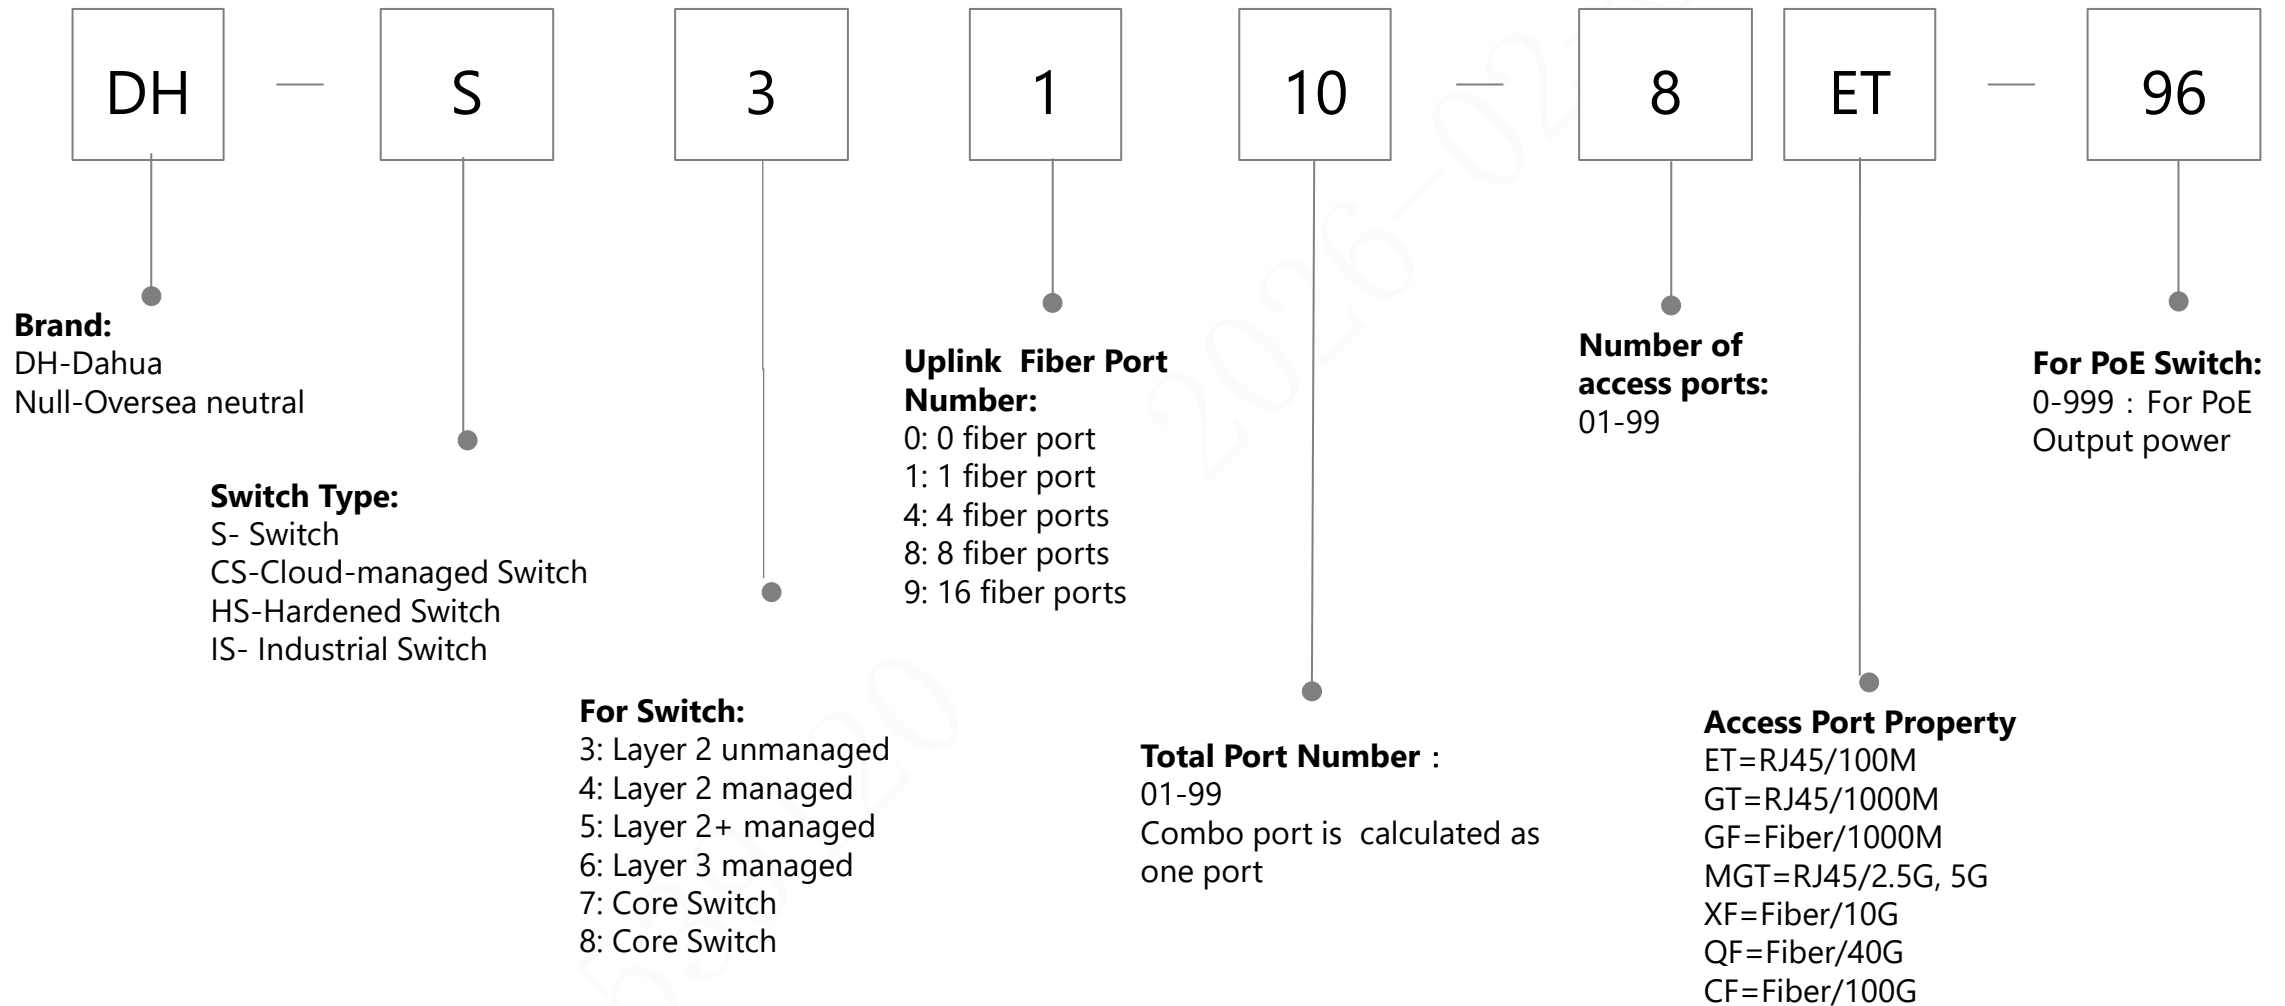 DH — S 3 1 10 — 8 ET — 96
Brand:
DH-Dahua
Null-Oversea neutral
Switch Type:
S- Switch
CS-Cloud-managed Switch
HS-Hardened Switch
IS- Industrial Switch
For Switch:
3: Layer 2 unmanaged
4: Layer 2 managed
5: Layer 2+ managed
6: Layer 3 managed
7: Core Switch
8: Core Switch
Uplink Fiber Port
Number:
0: 0 fiber port
1: 1 fiber port
4: 4 fiber ports
8: 8 fiber ports
9: 16 fiber ports
Total Port Number：
01-99
Combo port is calculated as
one port
Number of
access ports:
01-99
Access Port Property
ET=RJ45/100M
GT=RJ45/1000M
GF=Fiber/1000M
MGT=RJ45/2.5G, 5G
XF=Fiber/10G
QF=Fiber/40G
CF=Fiber/100G
For PoE Switch:
0-999：For PoE
Output power